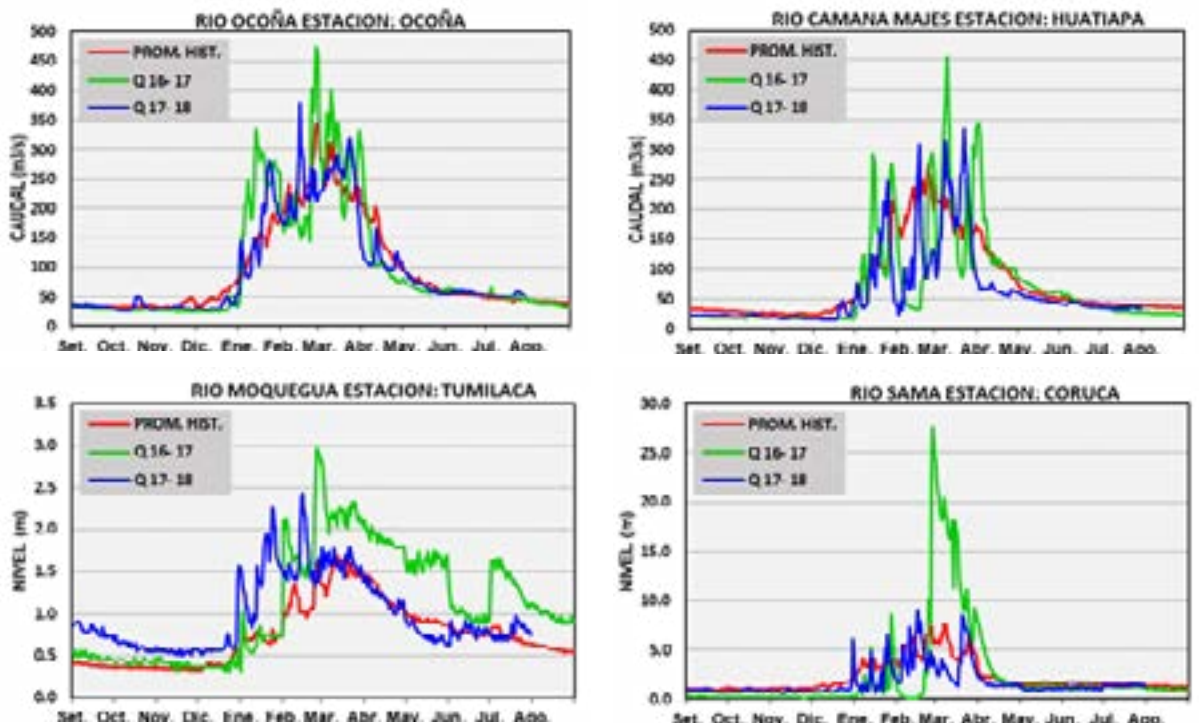 RIO OCOÑA ESTACION: OCOÑA
CAUCAL (m3/s)
500
450
400
350
300
250
200
150
100
50
0
PROM. HIST.
Q 16- 17
Q 17- 18
Set. Oct. Nov. Dic. Ene. Feb. Mar. Abr. May. Jun. Jul. Ago.
RIO CAMANA MAJES ESTACION: HUATIAPA
CAUDAL (m3/s)
500
450
400
350
300
250
200
150
100
50
0
PROM. HIST.
Q 16- 17
Q 17- 18
Set. Oct. Nov. Dic. Ene. Feb. Mar. Abr. May. Jun. Jul. Ago.
RIO MOQUEGUA ESTACION: TUMILACA
NIVEL (m)
3.5
3.0
2.5
2.0
1.5
1.0
0.5
0.0
PROM. HIST.
Q 16- 17
Q 17- 18
Set. Oct. Nov. Dic. Ene. Feb. Mar. Abr. May. Jun. Jul. Ago.
RIO SAMA ESTACION: CORUCA
NIVEL (m)
30.0
25.0
20.0
15.0
10.0
5.0
0.0
PROM. HIST.
Q 16- 17
Q 17- 18
Set. Oct. Nov. Dic. Ene. Feb. Mar. Abr. May. Jun. Jul. Ago.